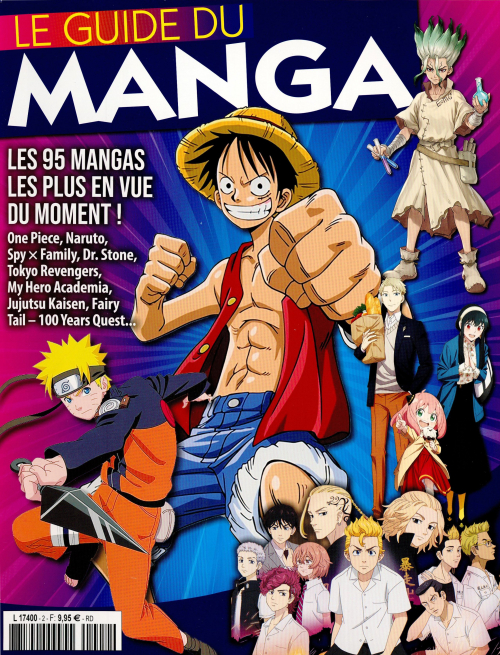 LE GUIDE DU
MANGA
LES 95 MANGAS
LES PLUS EN VUE
DU MOMENT !
One Piece, Naruto,
Spy × Family, Dr. Stone,
Tokyo Revengers,
My Hero Academia,
Jujutsu Kaisen, Fairy
Tail – 100 Years Quest...
L 17400 - 2 - F: 9,95 € - RD